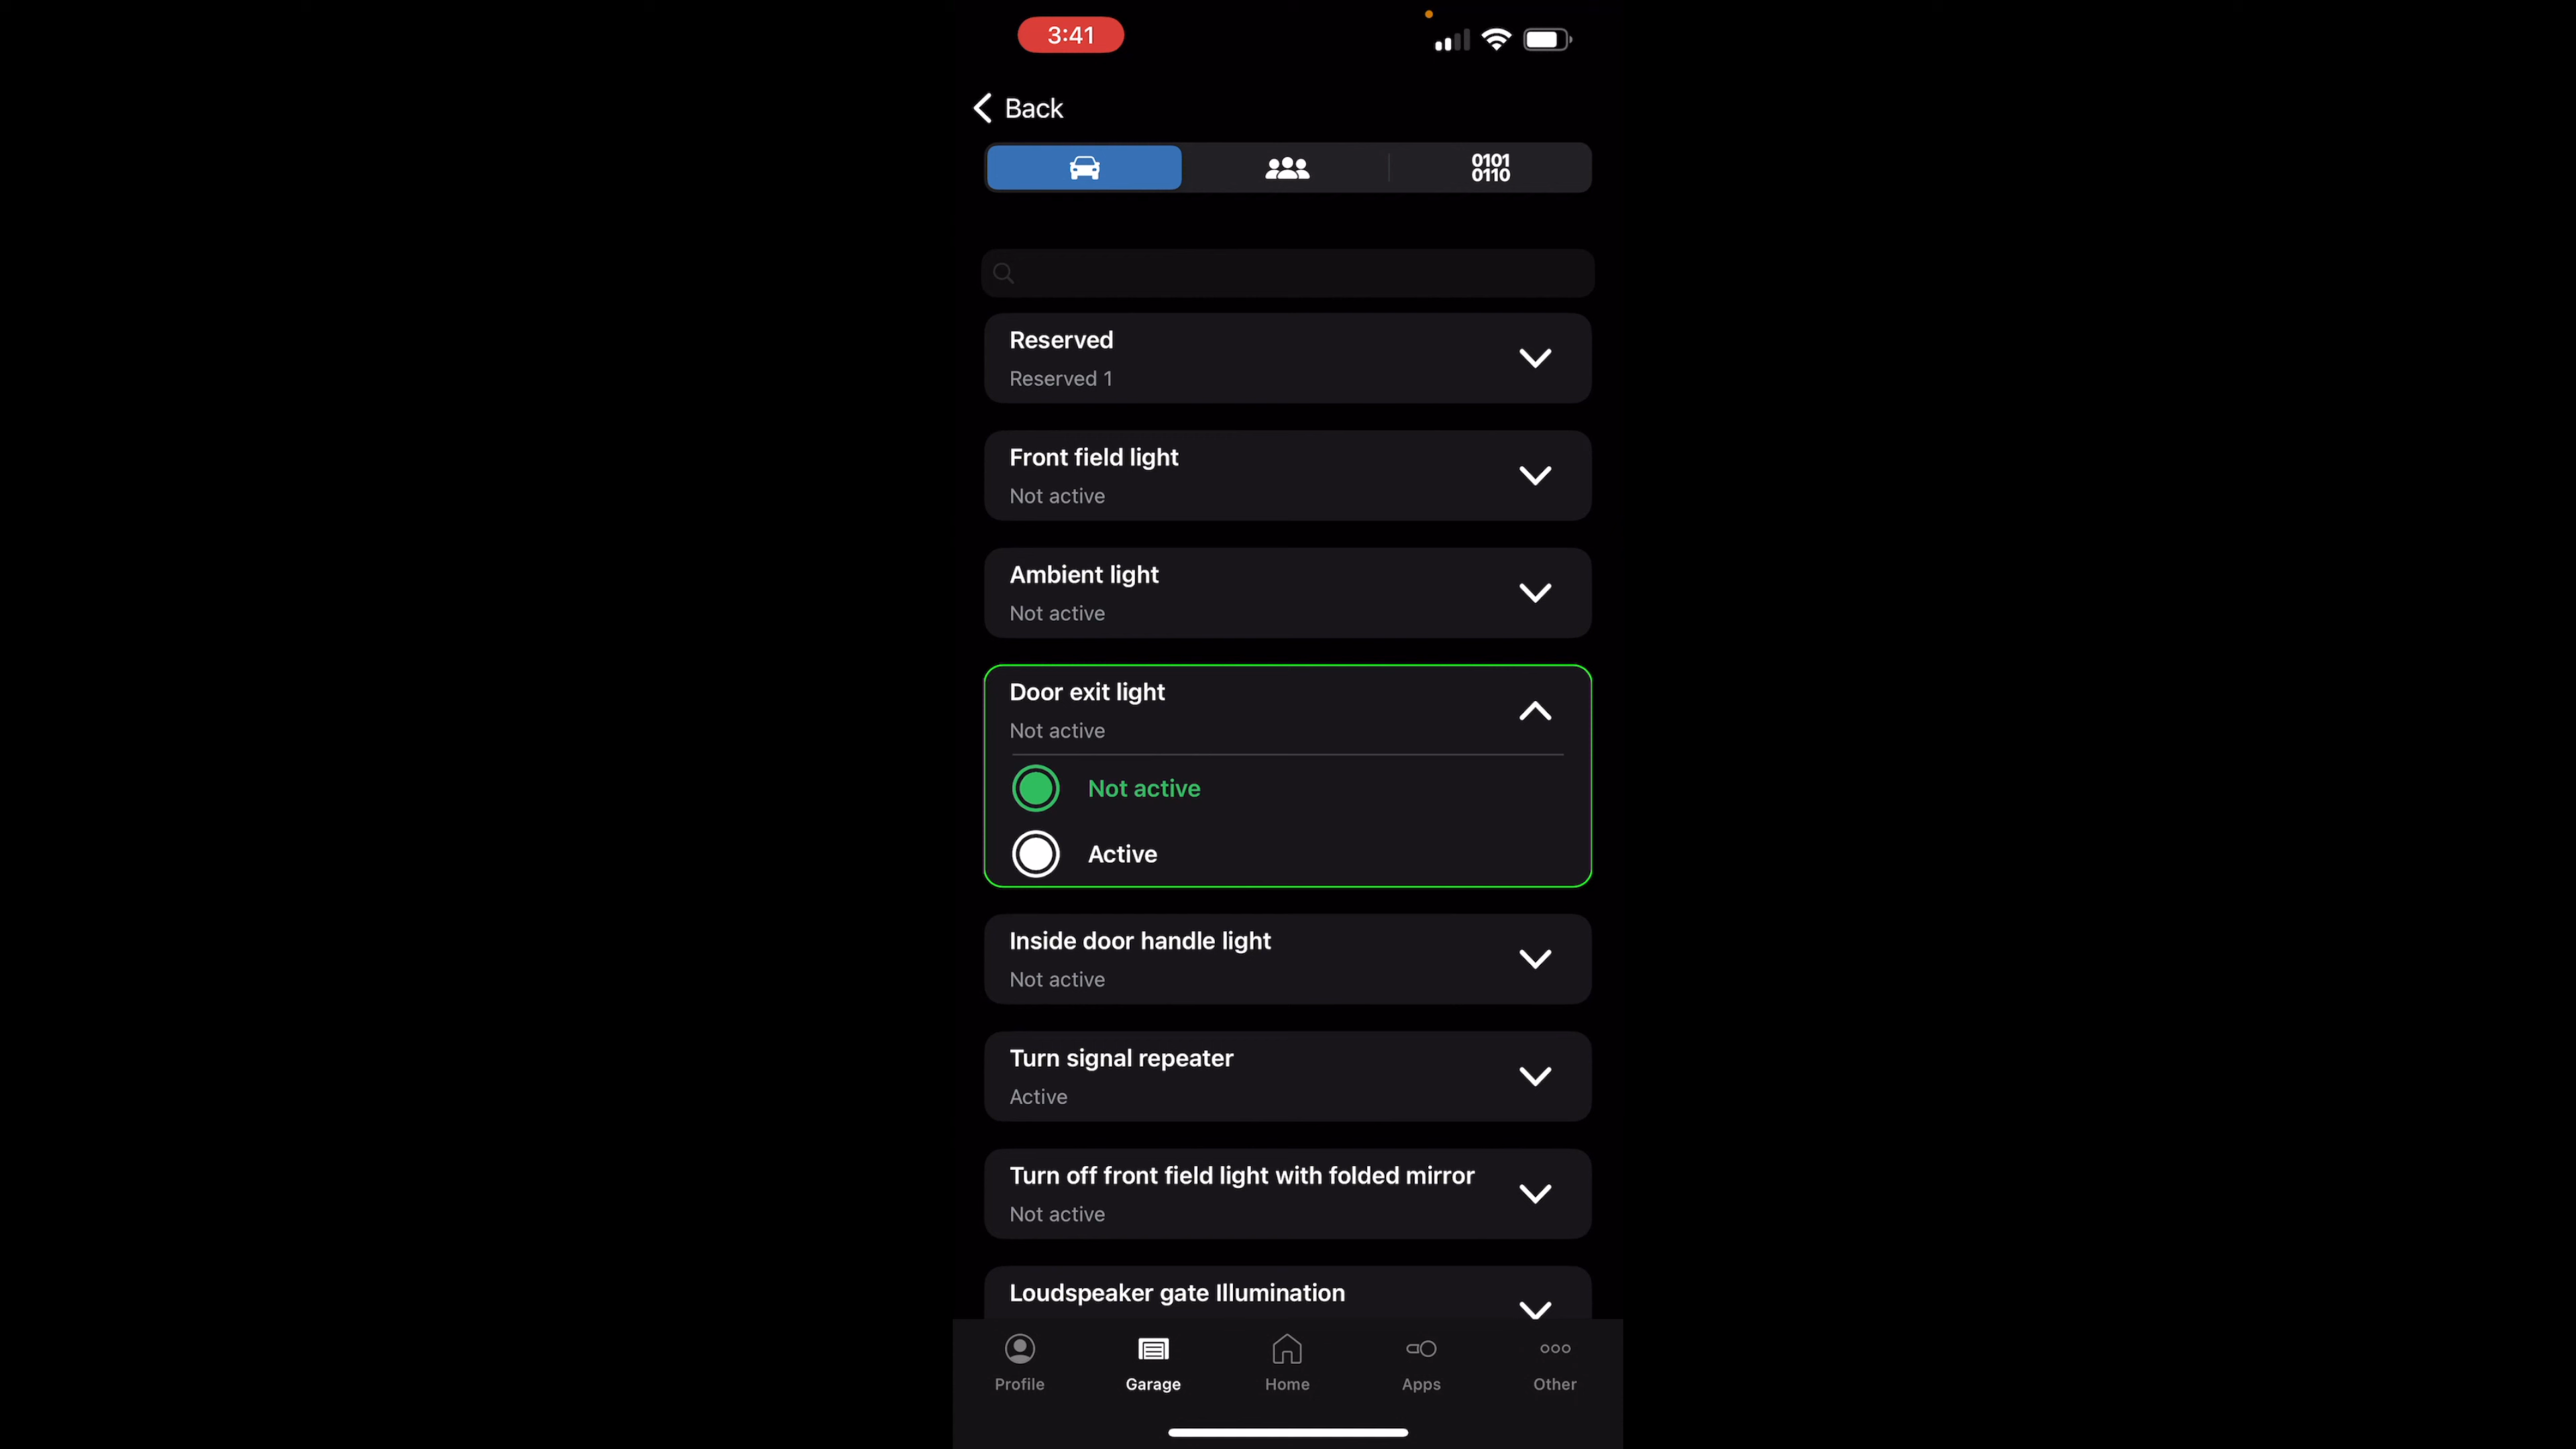 3:41
Back
0101
0110
Reserved
Reserved 1
Front field light
Not active
Ambient light
Not active
Door exit light
Not active
Not active
Active
Inside door handle light
Not active
Turn signal repeater
Active
Turn off front field light with folded mirror
Not active
Loudspeaker gate Illumination
Profile
Garage
Home
Apps
Other